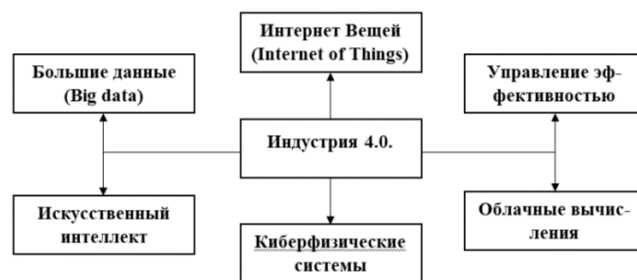 Интернет Вещей
(Internet of Things)
Большие данные
(Big data)
Управление эф-
фективностью
Индустрия 4.0.
Искусственный
интеллект
Киберфизические
системы
Облачные вычис-
ления